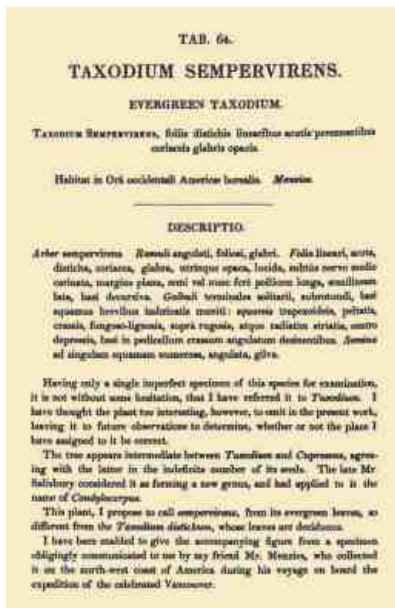 TAB. 64.
TAXODIUM SEMPERVIRENS.
EVERGREEN TAXODIUM.
TAXODIUM SEMPERVIRENS, foliis distichis linearibus acutis
coriaceis glabris opacis.
Habitat in Orâ occidentali Americæ borealis. Menzies.
DESCRIPTIO.
Arbor sempervirens. Ramuli angulati, foliosi, glabri. Folia lineari, acuta,
disticha, coriacea, glabra, utrinque opaca, lucida, subtus nervo medio
carinata, margine plana, semi vel nunc ferè pollicem longa,
lata, basi decursiva. Galbuli terminales solitarii, subrotundi, basi
squamis brevibus imbricatis muniti: squamis trapezoideis, peltatis,
crassis, fungoso-lignosis, suprà rugosis, atque radiatim striatis, centro
depressis, basi in pedicellum crassum angulatum desinentibus. Semina
ad singulam squamam numerosa, angulata, gilva.
Having only a single imperfect specimen of this species for examination,
it is not without some hesitation, that I have referred it to Taxodium. I
have thought the plant too interesting, however, to omit in the present work,
leaving it to future observations to determine, whether or not the place I
have assigned to it be correct.
The tree appears intermediate between Taxodium and Cupressus, agree-
ing with the latter in the indefinite number of its seeds. The late Mr
Salisbury considered it as forming a new genus, and had applied to it the
name of Condylocarpus.
This plant, I propose to call sempervirens, from its evergreen leaves, so
different from the Taxodium distichum, whose leaves are deciduous.
I have been enabled to give the accompanying figure from a specimen
obligingly communicated to me by my friend Mr. Menzies, who collected
it on the north-west coast of America during his voyage on board the
expedition of the celebrated Vancouver.